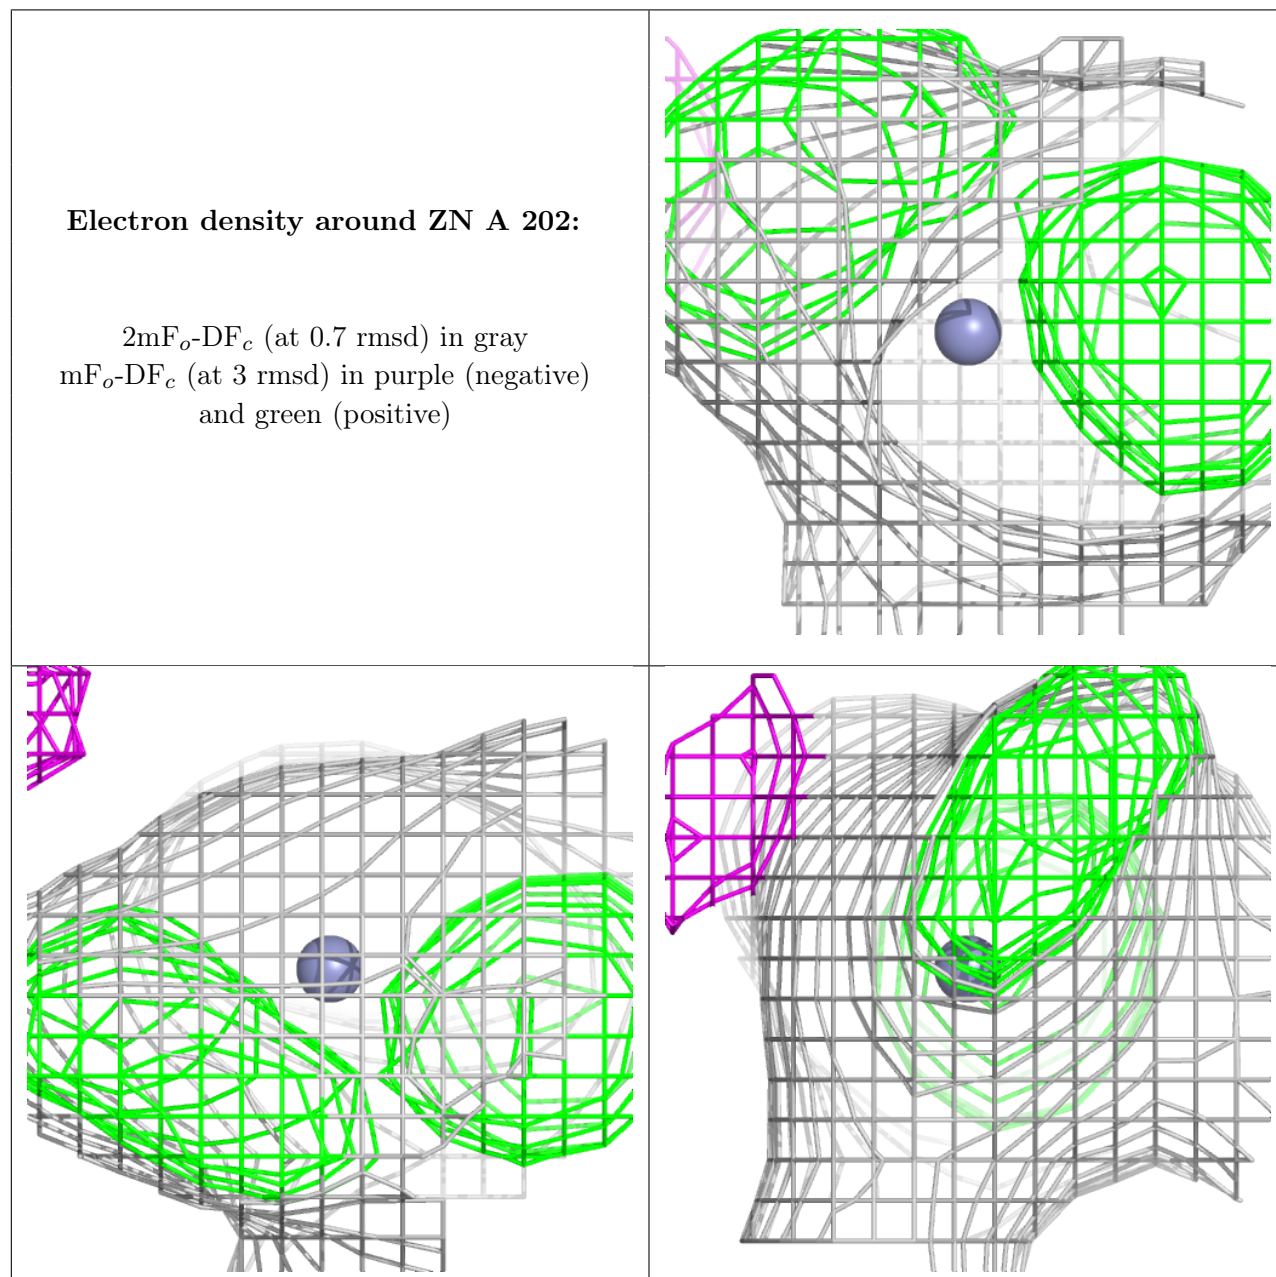 Electron density around ZN A 202:
2mFo-DFc (at 0.7 rmsd) in gray
mFo-DFc (at 3 rmsd) in purple (negative)
and green (positive)